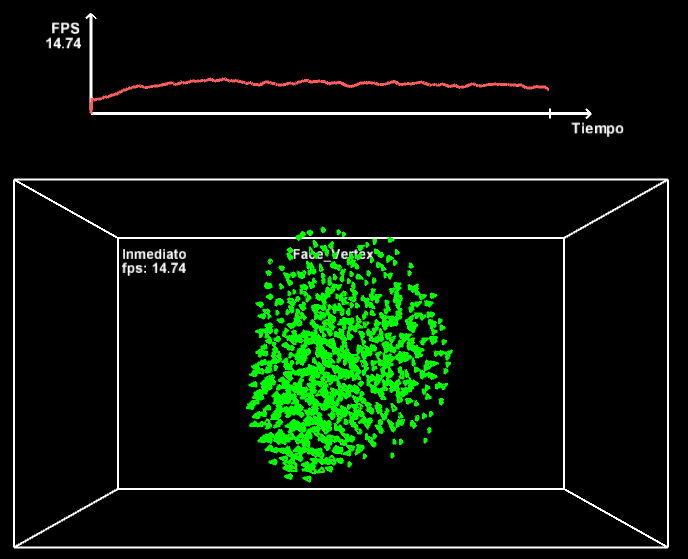 FPS
14.74
Tiempo
Inmediato
fps: 14.74
Face_Vertex